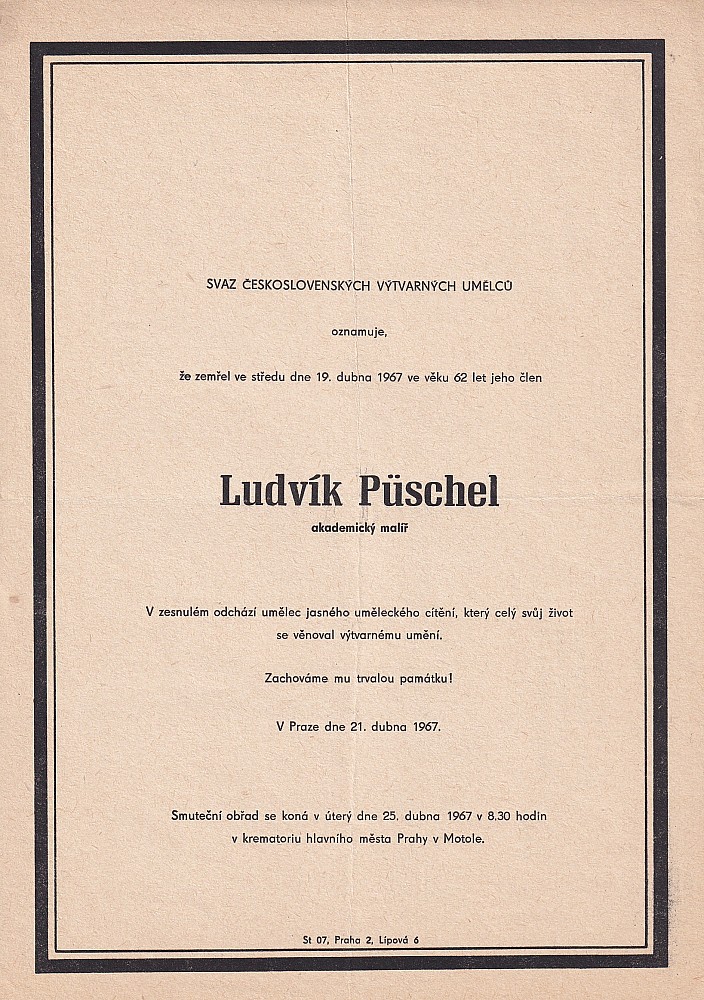 SVAZ ČESKOSLOVENSKÝCH VÝTVARNÝCH UMĚLCŮ
oznamuje,
že zemřel ve středu dne 19. dubna 1967 ve věku 62 let jeho člen
Ludvík Püschel
akademický malíř
V zesnulém odchází umělec jasného uměleckého cítění, který celý svůj život
se věnoval výtvarnému umění.
Zachováme mu trvalou památku!
V Praze dne 21. dubna 1967.
Smuteční obřad se koná v úterý dne 25. dubna 1967 v 8,30 hodin
v krematoriu hlavního města Prahy v Motole.
St 07, Praha 2, Lípová 6